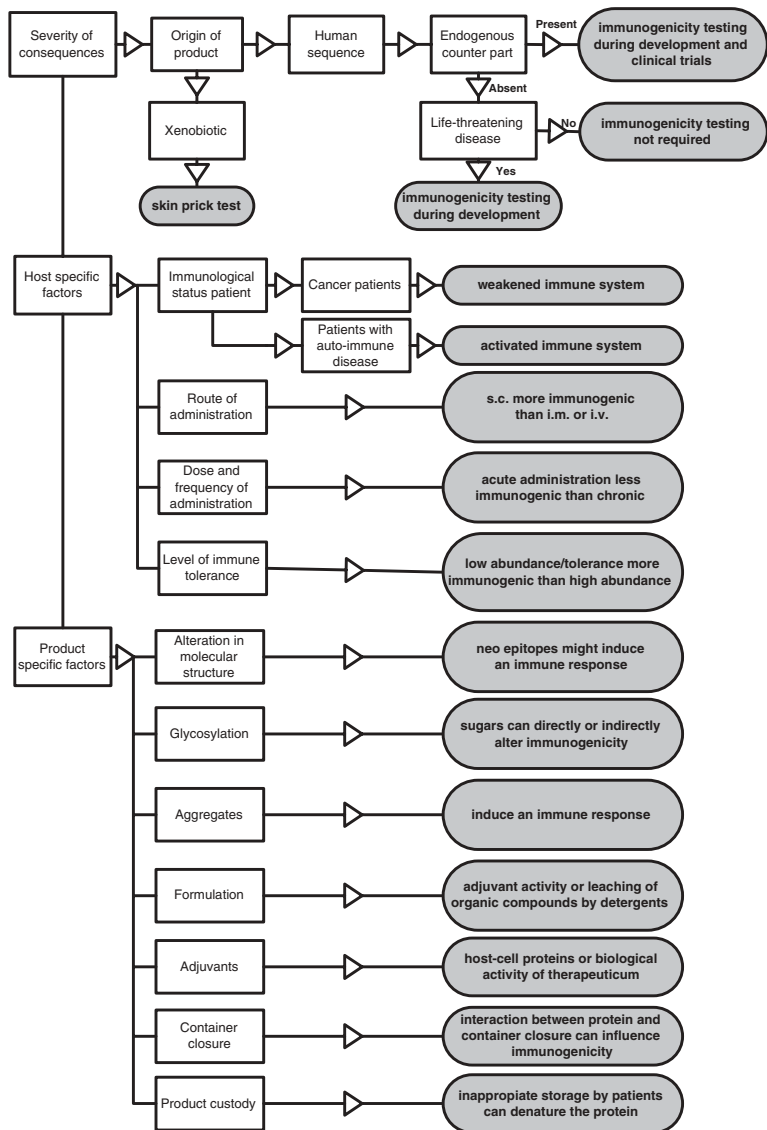 Severity of
consequences
Origin of
product
Human
sequence
Endogenous
counter part
Present
immunogenicity testing
during development and
clinical trials
Absent
Xenobiotic
Life-threatening
disease
No
immunogenicity testing
not required
Yes
skin prick test
immunogenicity testing
during development
Host specific
factors
Immunological
status patient
Cancer patients
weakened immune system
Patients with
auto-immune
disease
activated immune system
Route of
administration
s.c. more immunogenic
than i.m. or i.v.
Dose and
frequency of
administration
acute administration less
immunogenic than chronic
Level of immune
tolerance
low abundance/tolerance more
immunogenic than high abundance
Product
specific factors
Alteration in
molecular
structure
neo epitopes might induce
an immune response
Glycosylation
sugars can directly or indirectly
alter immunogenicity
Aggregates
induce an immune response
Formulation
adjuvant activity or leaching of
organic compounds by detergents
Adjuvants
host-cell proteins or biological
activity of therapeuticum
Container
closure
interaction between protein and
container closure can influence
immunogenicity
Product custody
inappropiate storage by patients
can denature the protein